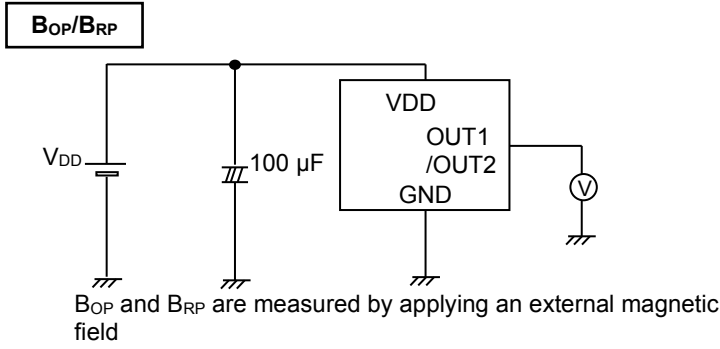 BOP/BRP
VDD
100 µF
VDD
OUT1
/OUT2
GND
V
BOP and BRP are measured by applying an external magnetic
field